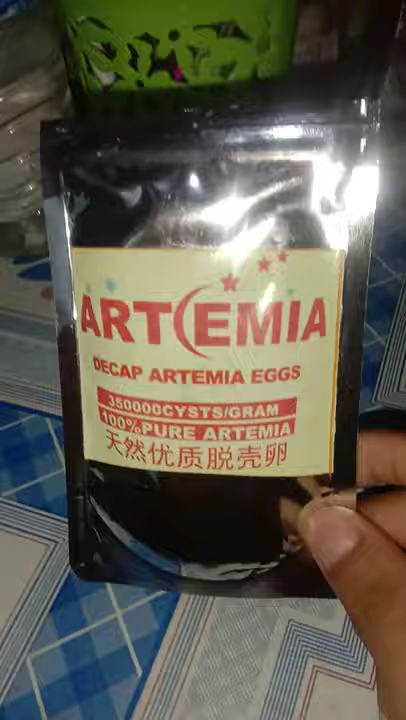 ARTEMIA
DECAP ARTEMIA EGGS
350000CYSTS/GRAM
100%PURE ARTEMIA
天然优质脱壳卵